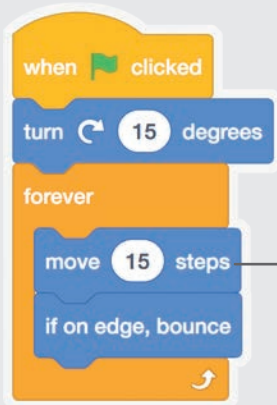 when clicked
turn 15 degrees
forever
move 15 steps
if on edge, bounce